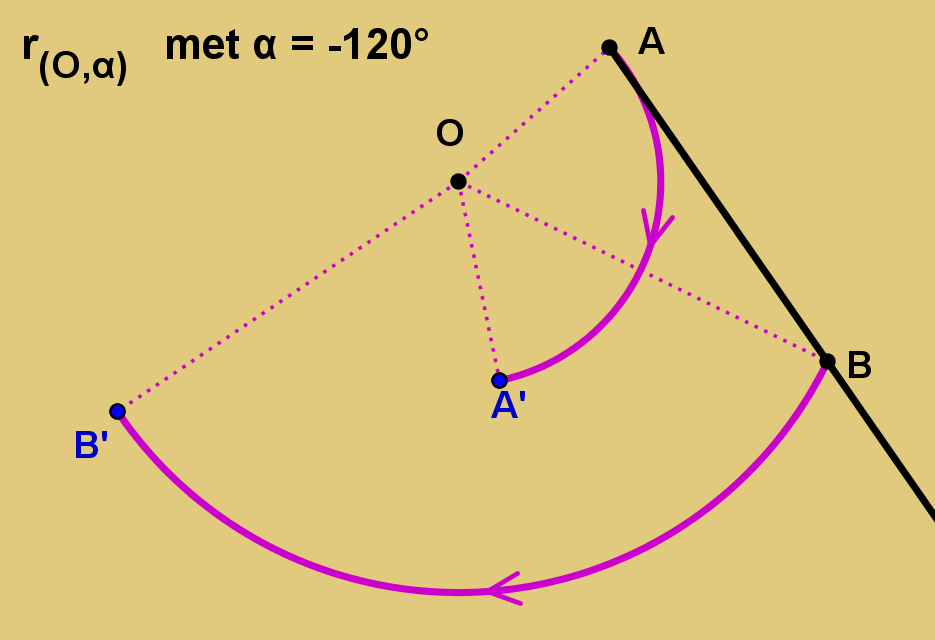 r(O,α) met α = -120°
A
O
B
A'
B'